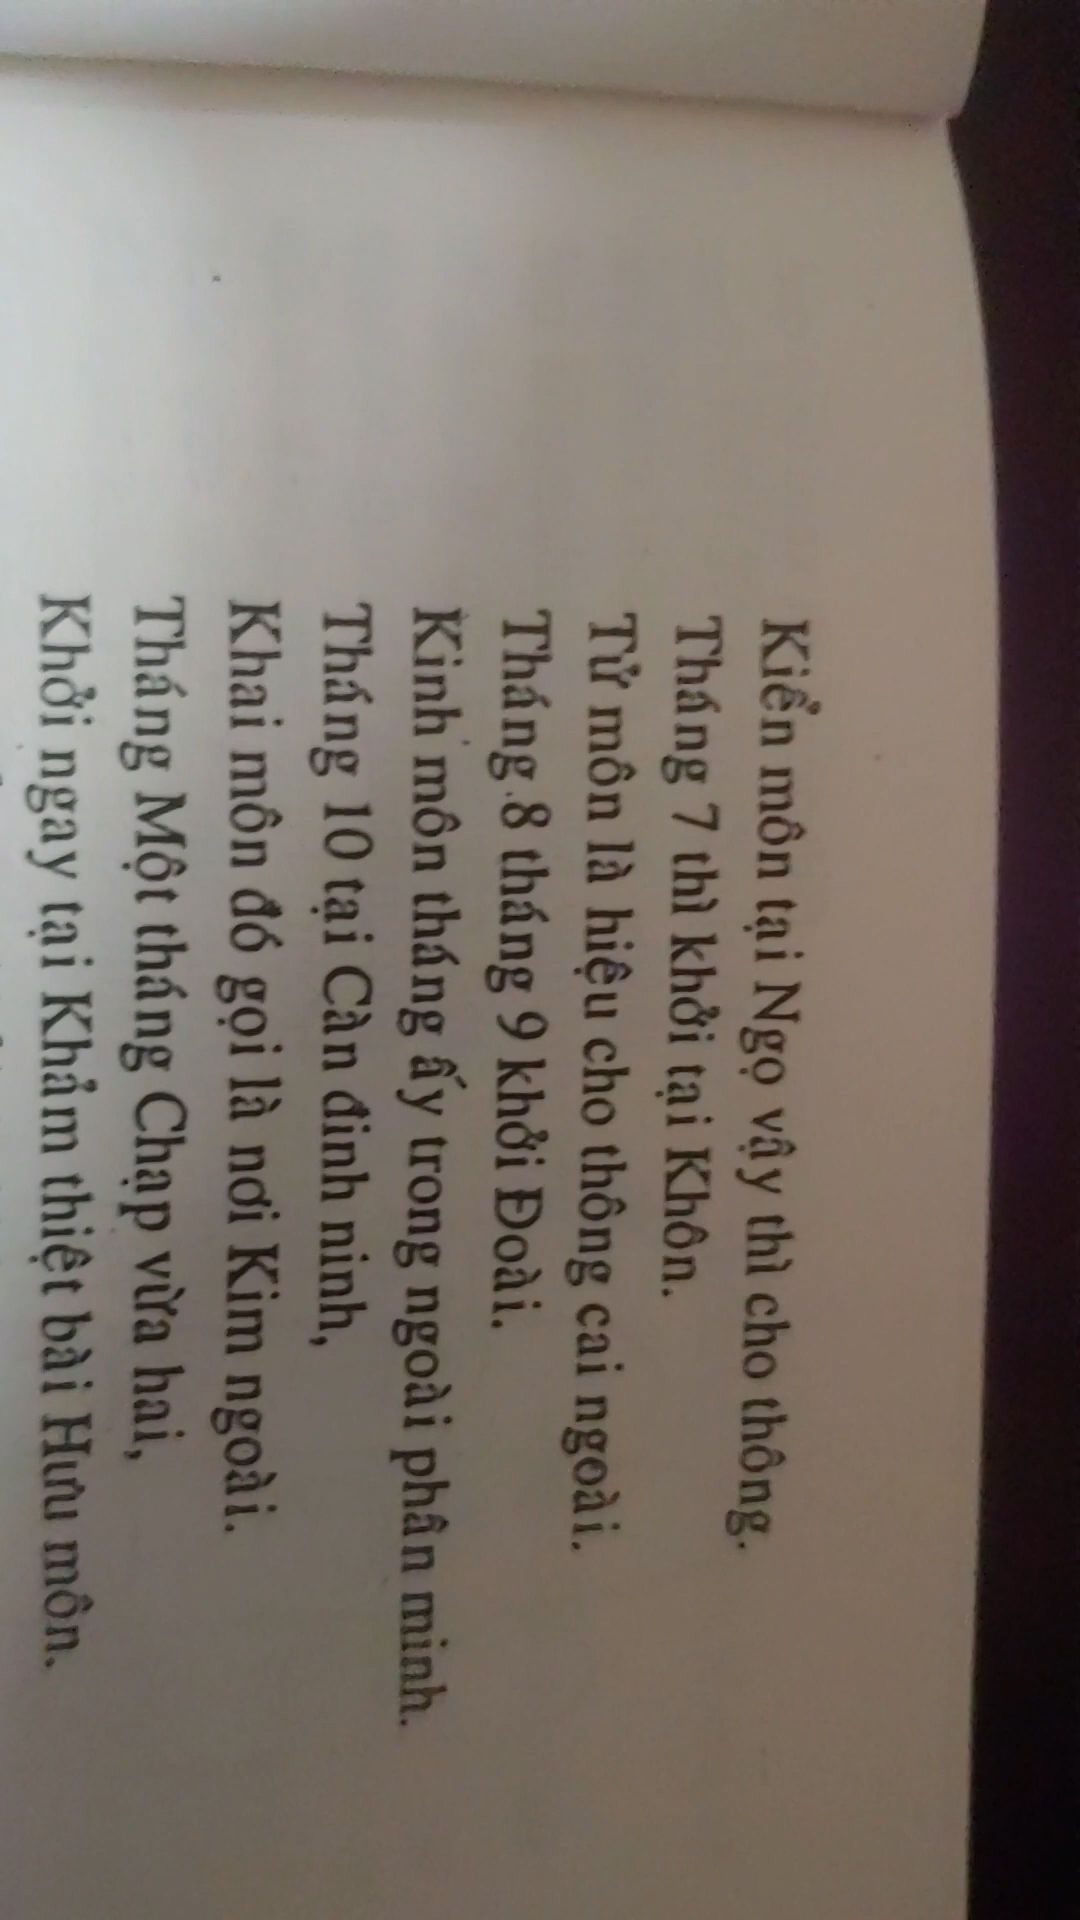 Kiển môn tại Ngọ vậy thì cho thông.
Tháng 7 thì khởi tại Khôn.
Tử môn là hiệu cho thông cai ngoài.
Tháng 8 tháng 9 khởi Đoài.
Kinh môn tháng ấy trong ngoài phân minh.
Tháng 10 tại Càn đinh ninh,
Khai môn đó gọi là nơi Kim ngoài.
Tháng Một tháng Chạp vừa hai,
Khởi ngay tại Khảm thiệt bài Hưu môn.